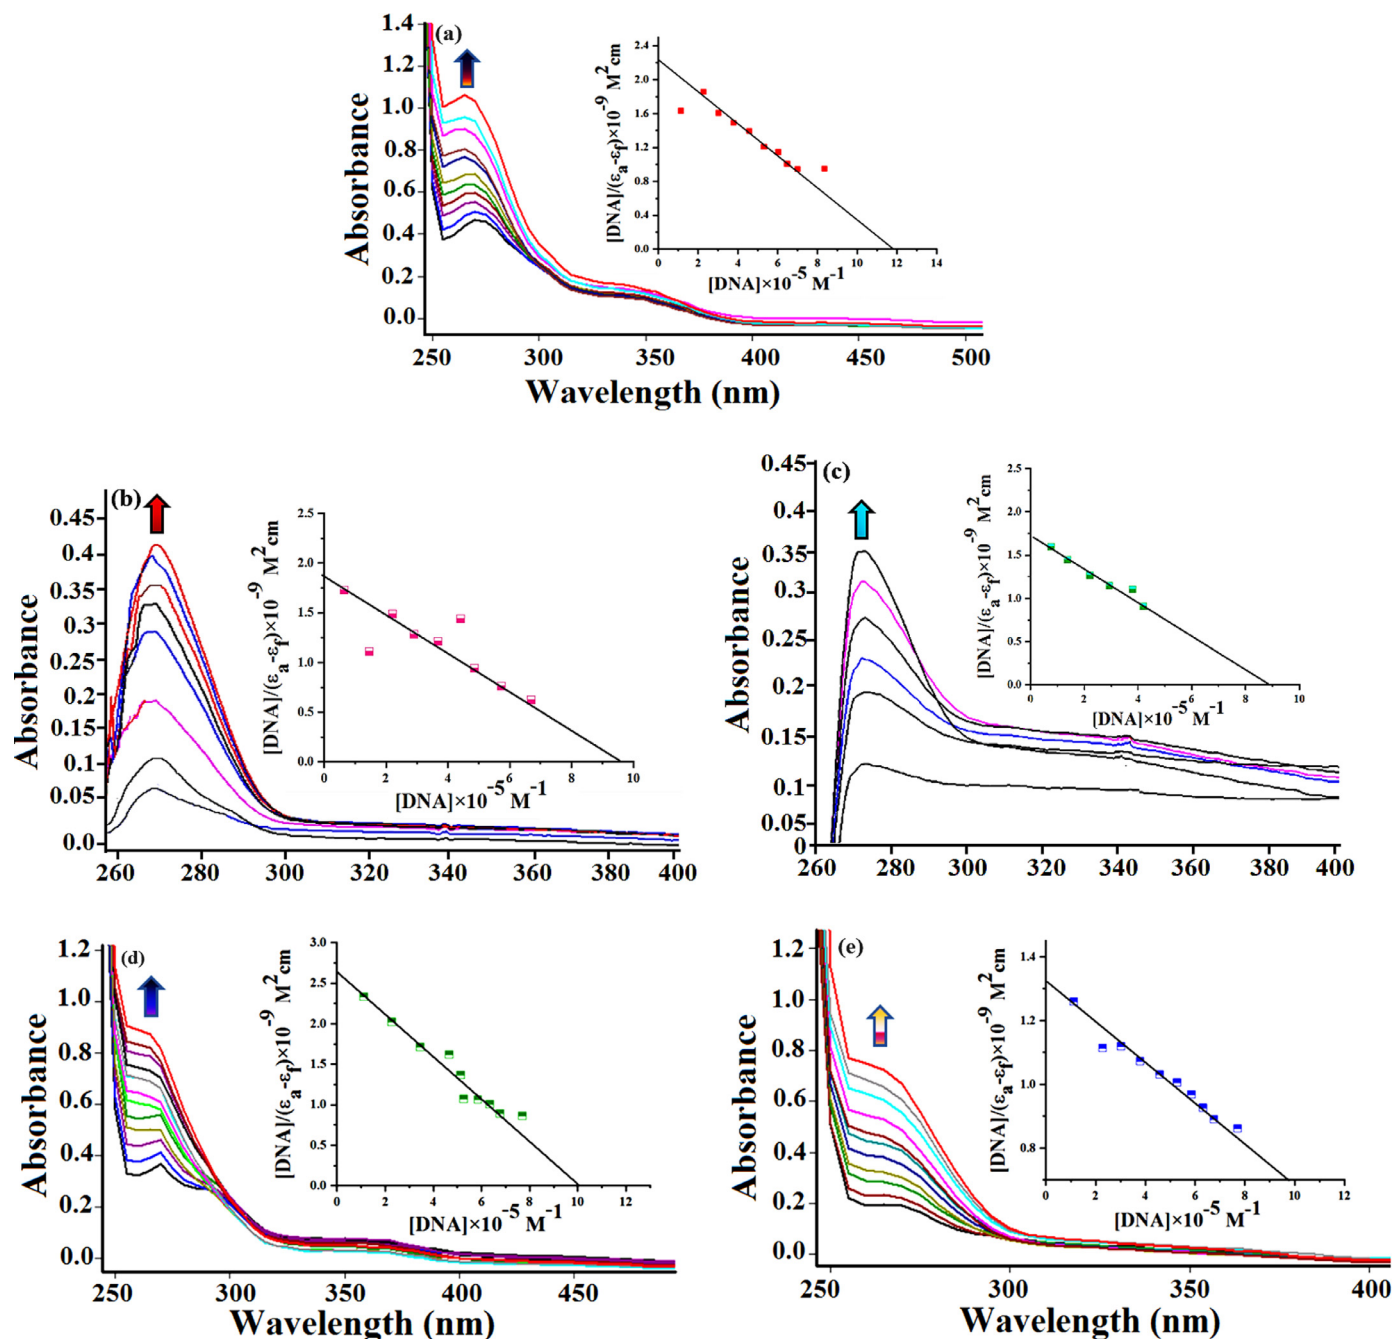 (a)
Absorbance
1.4
1.2
1.0
0.8
0.6
0.4
0.2
0.0
250 300 350 400 450 500
Wavelength (nm)
[DNA]/(εa-εf)×10⁻⁹ M²cm
2.4
2.0
1.6
1.2
0.8
0.4
0.0
0 2 4 6 8 10 12 14
[DNA]×10⁻⁵ M⁻¹
(b)
Absorbance
0.45
0.4
0.35
0.3
0.25
0.2
0.15
0.1
0.05
0.0
260 280 300 320 340 360 380 400
[DNA]/(εa-εf)×10⁻⁹ M²cm
2.5
2.0
1.5
1.0
0.5
0.0
0 2 4 6 8 10
[DNA]×10⁻⁵ M⁻¹
(c)
Absorbance
0.45
0.4
0.35
0.3
0.25
0.2
0.15
0.1
0.05
0
260 280 300 320 340 360 380 400
[DNA]/(εa-εf)×10⁻⁹ M²cm
2.5
2.0
1.5
1.0
0.5
0.0
0 2 4 6 8 10
[DNA]×10⁻⁵ M⁻¹
(d)
Absorbance
1.2
1.0
0.8
0.6
0.4
0.2
0.0
250 300 350 400 450
Wavelength (nm)
[DNA]/(εa-εf)×10⁻⁹ M²cm
3.0
2.5
2.0
1.5
1.0
0.5
0.0
0 2 4 6 8 10 12
[DNA]×10⁻⁵ M⁻¹
(e)
Absorbance
1.2
1.0
0.8
0.6
0.4
0.2
0.0
250 300 350 400
Wavelength (nm)
[DNA]/(εa-εf)×10⁻⁹ M²cm
1.4
1.2
1.0
0.8
0 2 4 6 8 10 12
[DNA]×10⁻⁵ M⁻¹